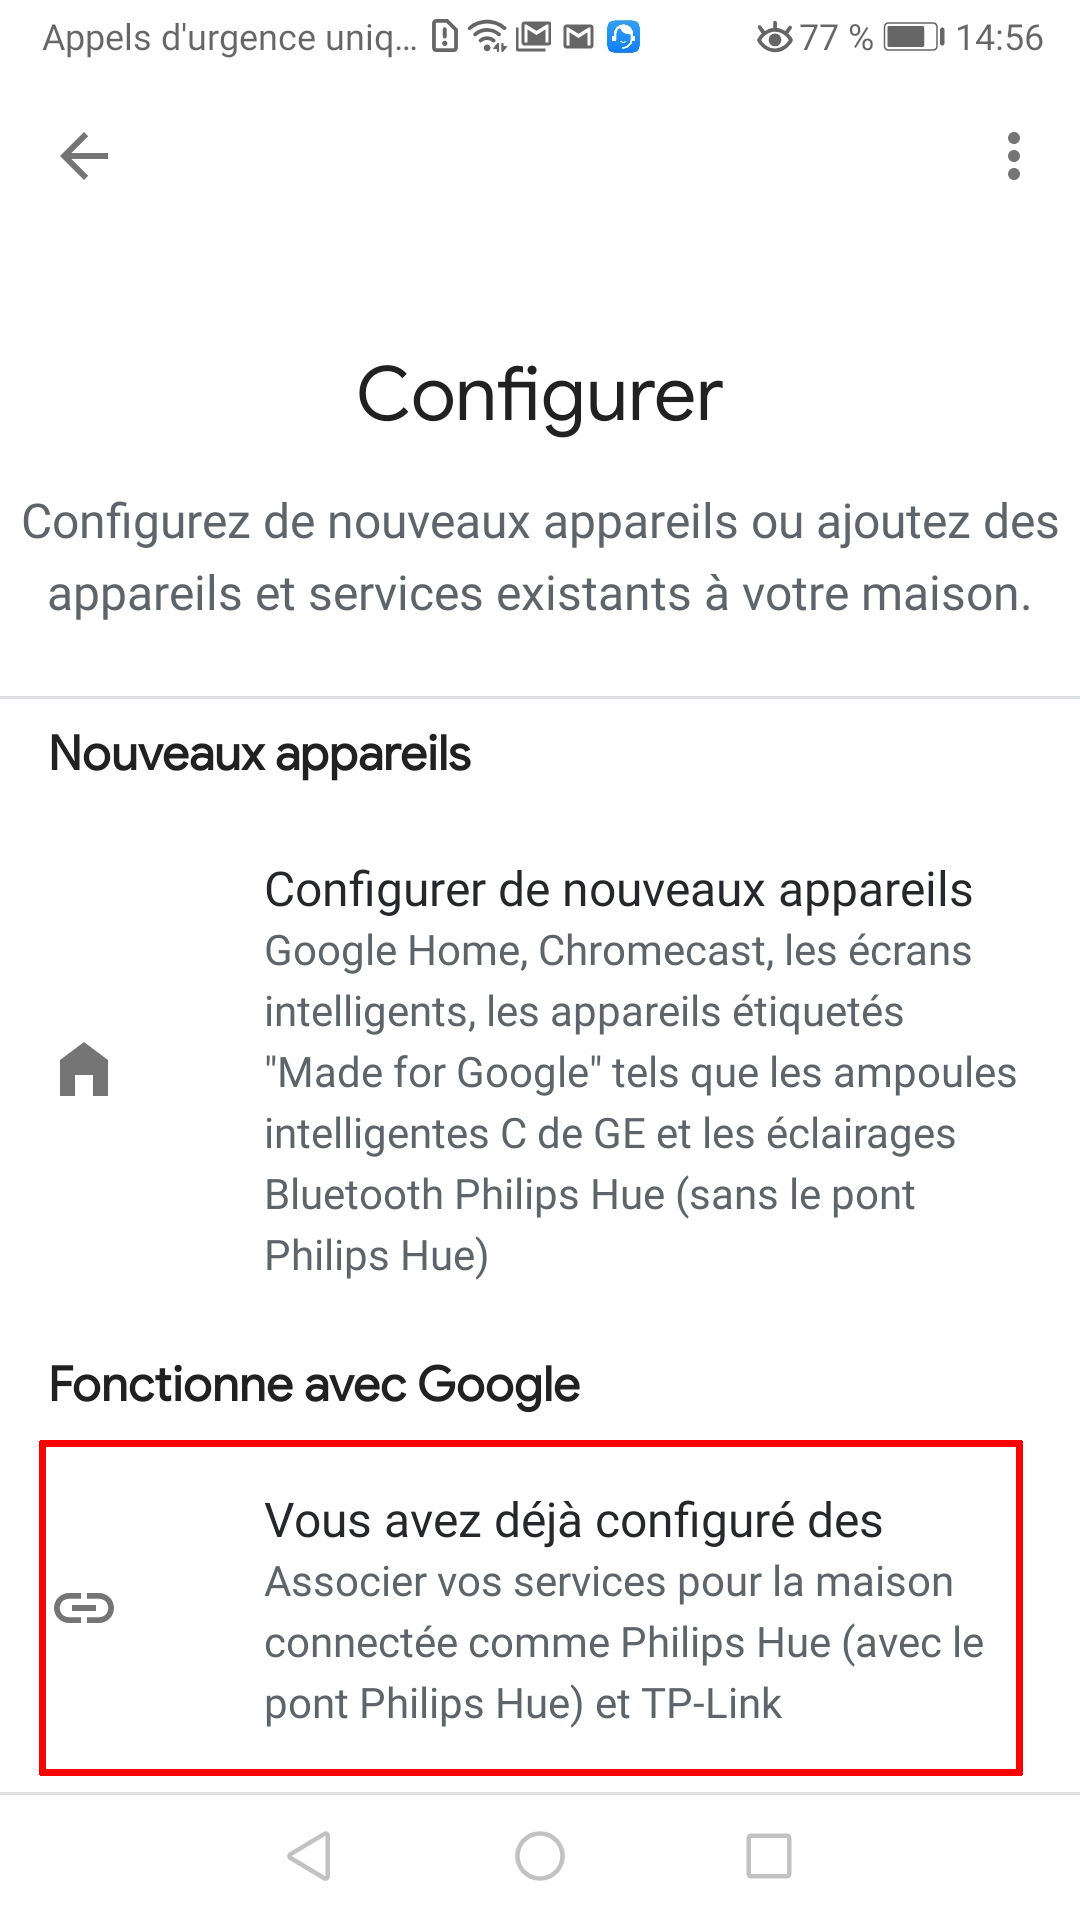 Appels d'urgence uniq... 77 % 14:56
Configurer
Configurez de nouveaux appareils ou ajoutez des
appareils et services existants à votre maison.
Nouveaux appareils
Configurer de nouveaux appareils
Google Home, Chromecast, les écrans
intelligents, les appareils étiquetés
"Made for Google" tels que les ampoules
intelligentes C de GE et les éclairages
Bluetooth Philips Hue (sans le pont
Philips Hue)
Fonctionne avec Google
Vous avez déjà configuré des
Associer vos services pour la maison
connectée comme Philips Hue (avec le
pont Philips Hue) et TP-Link